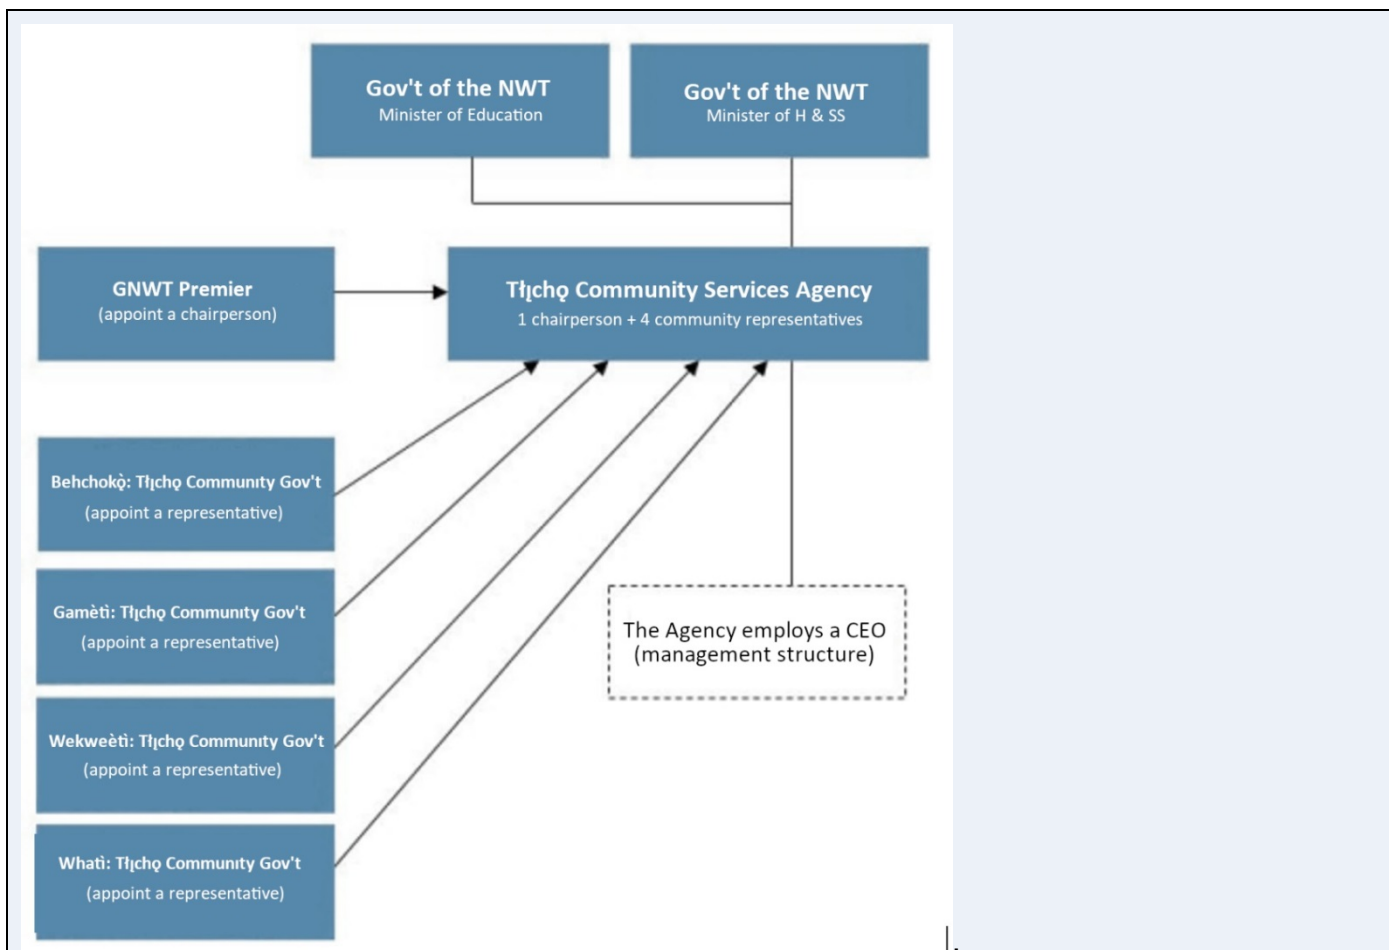 Gov't of the NWT
Minister of Education
Gov't of the NWT
Minister of H & SS
GNWT Premier
(appoint a chairperson)
Tłı̨chǫ Community Services Agency
1 chairperson + 4 community representatives
Behchokǫ̀: Tłı̨chǫ Community Gov't
(appoint a representative)
Gamètì: Tłı̨chǫ Community Gov't
(appoint a representative)
The Agency employs a CEO
(management structure)
Wekweètì: Tłı̨chǫ Community Gov't
(appoint a representative)
Whatì: Tłı̨chǫ Community Gov't
(appoint a representative)